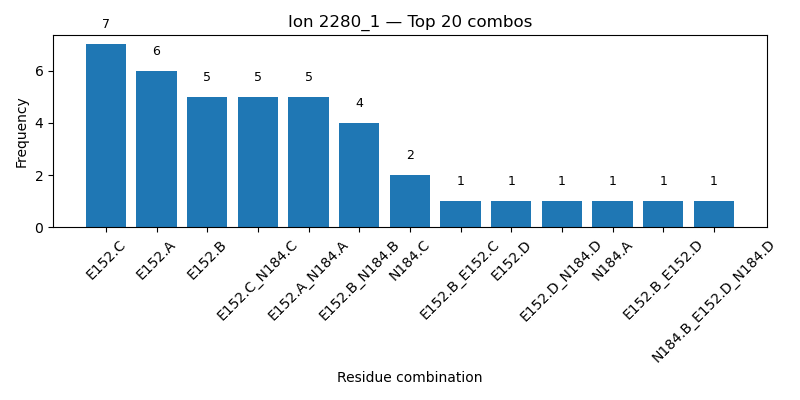 Ion 2280_1 — Top 20 combos
7
6
5
5
5
4
2
1
1
1
1
1
1
Frequency
6
4
2
0
E152.C
E152.A
E152.B
E152.C_N184.C
E152.A_N184.A
E152.B_N184.B
N184.C
E152.B_E152.C
E152.D
E152.D_N184.D
N184.A
E152.B_E152.D
N184.B_E152.D_N184.D
Residue combination